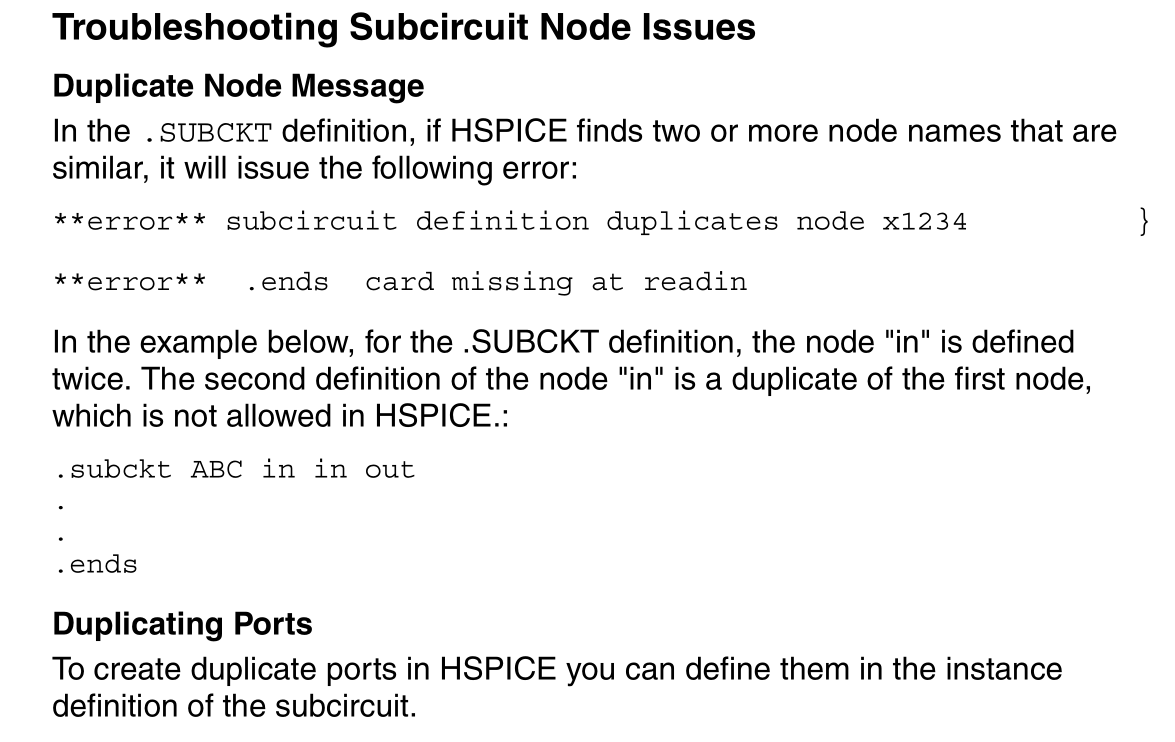 Troubleshooting Subcircuit Node Issues
Duplicate Node Message
In the .SUBCKT definition, if HSPICE finds two or more node names that are
similar, it will issue the following error:
**error** subcircuit definition duplicates node x1234 }
**error** .ends card missing at readin
In the example below, for the .SUBCKT definition, the node "in" is defined
twice. The second definition of the node "in" is a duplicate of the first node,
which is not allowed in HSPICE.:
.subckt ABC in in out
.
.
.ends
Duplicating Ports
To create duplicate ports in HSPICE you can define them in the instance
definition of the subcircuit.